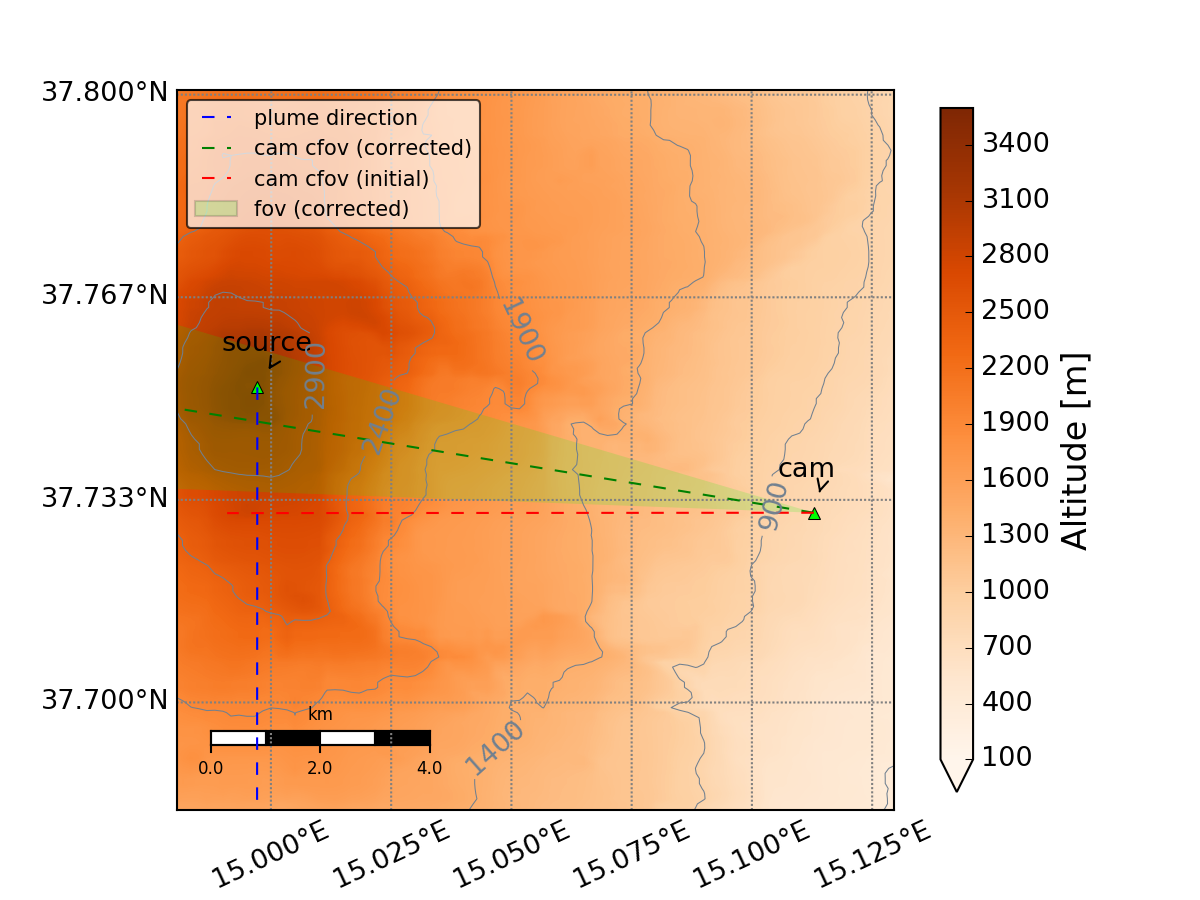 37.800°N
37.767°N
37.733°N
37.700°N
plume direction
cam cfov (corrected)
cam cfov (initial)
fov (corrected)
source
cam
2900
2400
1900
1400
900
km
0.0 2.0 4.0
15.000°E 15.025°E 15.050°E 15.075°E 15.100°E 15.125°E
3400
3100
2800
2500
2200
1900
1600
1300
1000
700
400
100
Altitude [m]